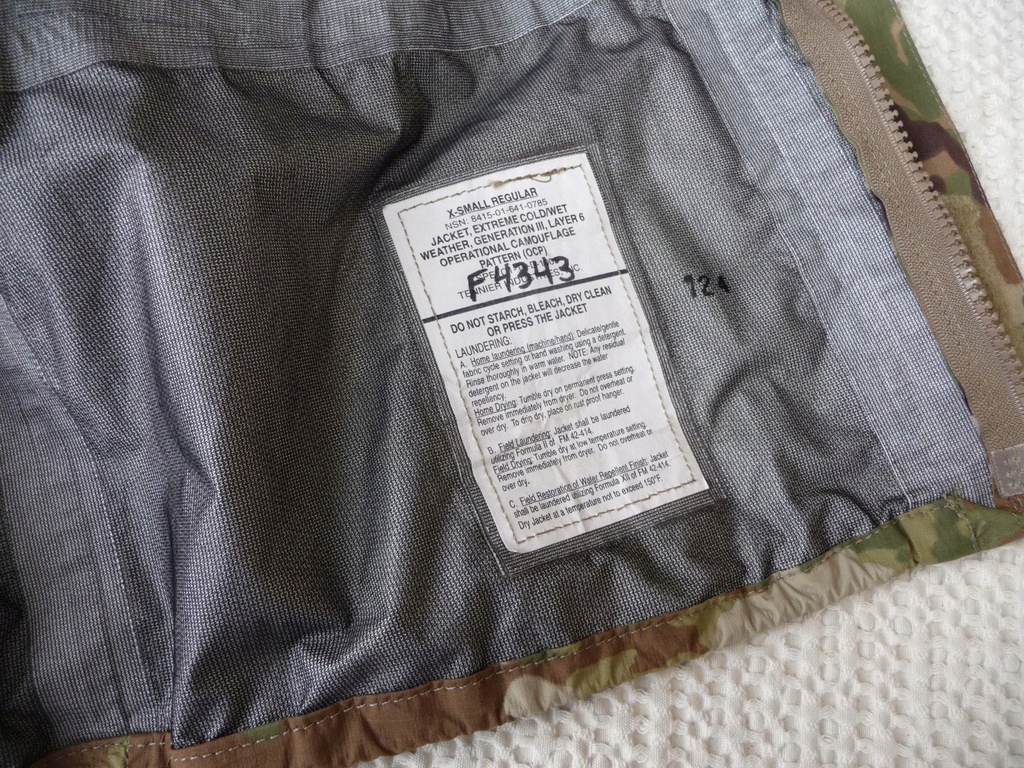 X-SMALL REGULAR
NSN: 8415-01-641-0785
JACKET, EXTREME COLD/WET
WEATHER, GENERATION III, LAYER 6
OPERATIONAL CAMOUFLAGE
PATTERN (OCP)
F4343
DO NOT STARCH, BLEACH, DRY CLEAN
OR PRESS THE JACKET
LAUNDERING:
A. Home laundering (machine/hand): Delicate/gentle
fabric cycle setting or hand washing using a detergent.
Rinse thoroughly in warm water. NOTE: Any residual
detergent on the jacket will decrease the water
repellency.
Home Drying: Tumble dry on permanent press setting.
Remove immediately from dryer. Do not overheat or
over dry. To drip dry, place on rust proof hanger.
B. Field Laundering: Jacket shall be laundered
utilizing Formula II of FM 42-414.
Field Drying: Tumble dry at low temperature setting.
Remove immediately from dryer. Do not overheat or
over dry.
C. Field Restoration of Water Repellent Finish: Jacket
shall be laundered utilizing Formula XII of FM 42-414.
Dry Jacket at a temperature not to exceed 150°F.
724